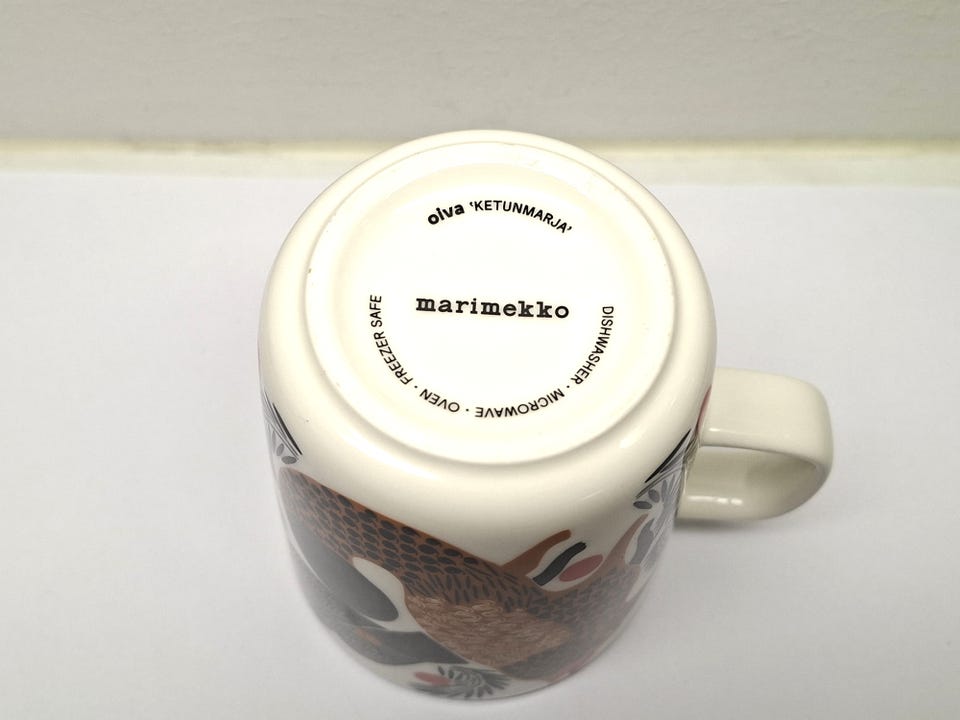 oiva ‘KETUNMARJA’
marimekko
DISHWASHER · MICROWAVE · OVEN · FREEZER SAFE